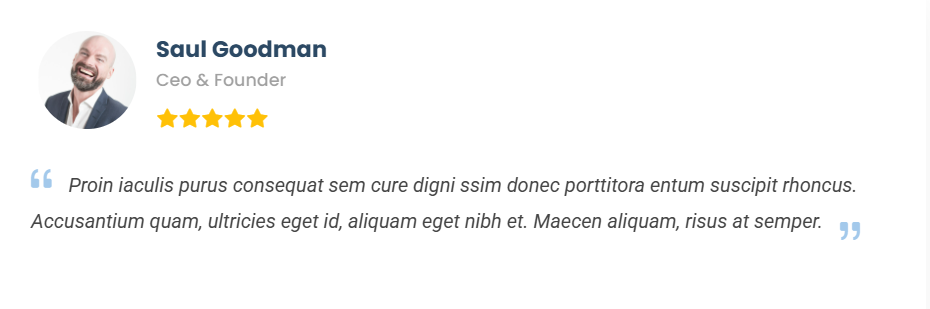 Saul Goodman
Ceo & Founder
“ Proin iaculis purus consequat sem cure digni ssim donec porttitora entum suscipit rhoncus.
Accusantium quam, ultricies eget id, aliquam eget nibh et. Maecen aliquam, risus at semper. ”